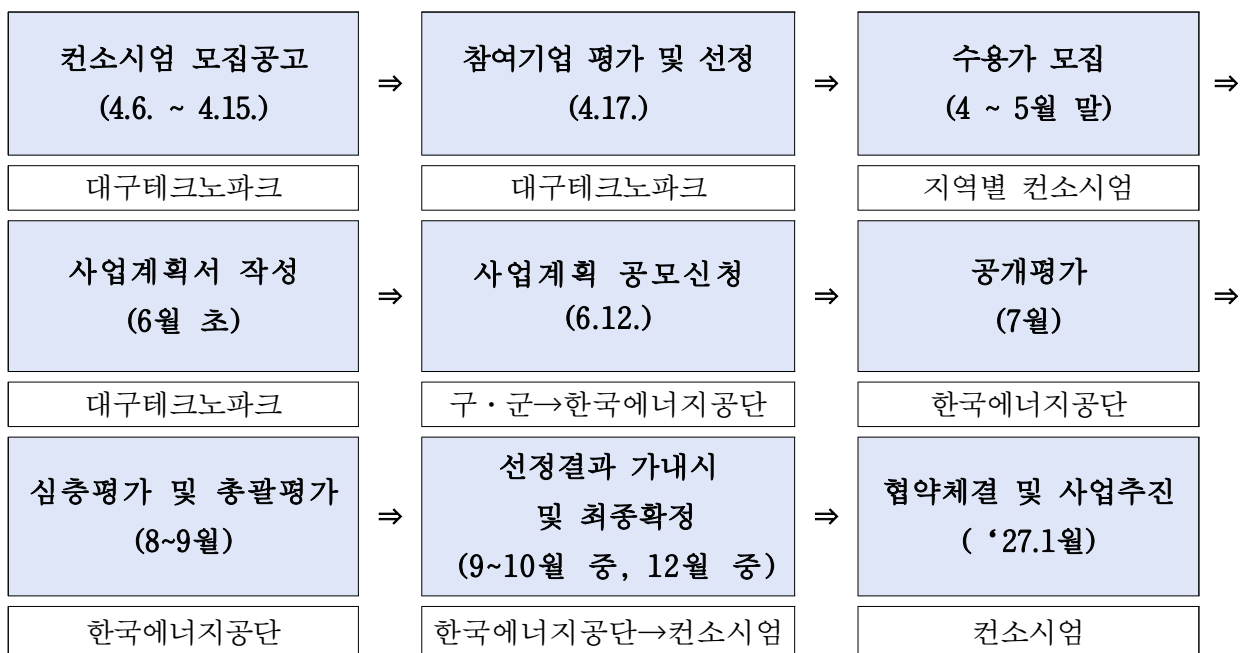 컨소시엄 모집공고
(4.6. ~ 4.15.)
⇒
참여기업 평가 및 선정
(4.17.)
⇒
수용가 모집
(4 ~ 5월 말)
⇒
대구테크노파크
대구테크노파크
지역별 컨소시엄
사업계획서 작성
(6월 초)
⇒
사업계획 공모신청
(6.12.)
⇒
공개평가
(7월)
⇒
대구테크노파크
구·군→한국에너지공단
한국에너지공단
심층평가 및 총괄평가
(8~9월)
⇒
선정결과 가내시
및 최종확정
(9~10월 중, 12월 중)
⇒
협약체결 및 사업추진
( ‘27.1월)
한국에너지공단
한국에너지공단→컨소시엄
컨소시엄